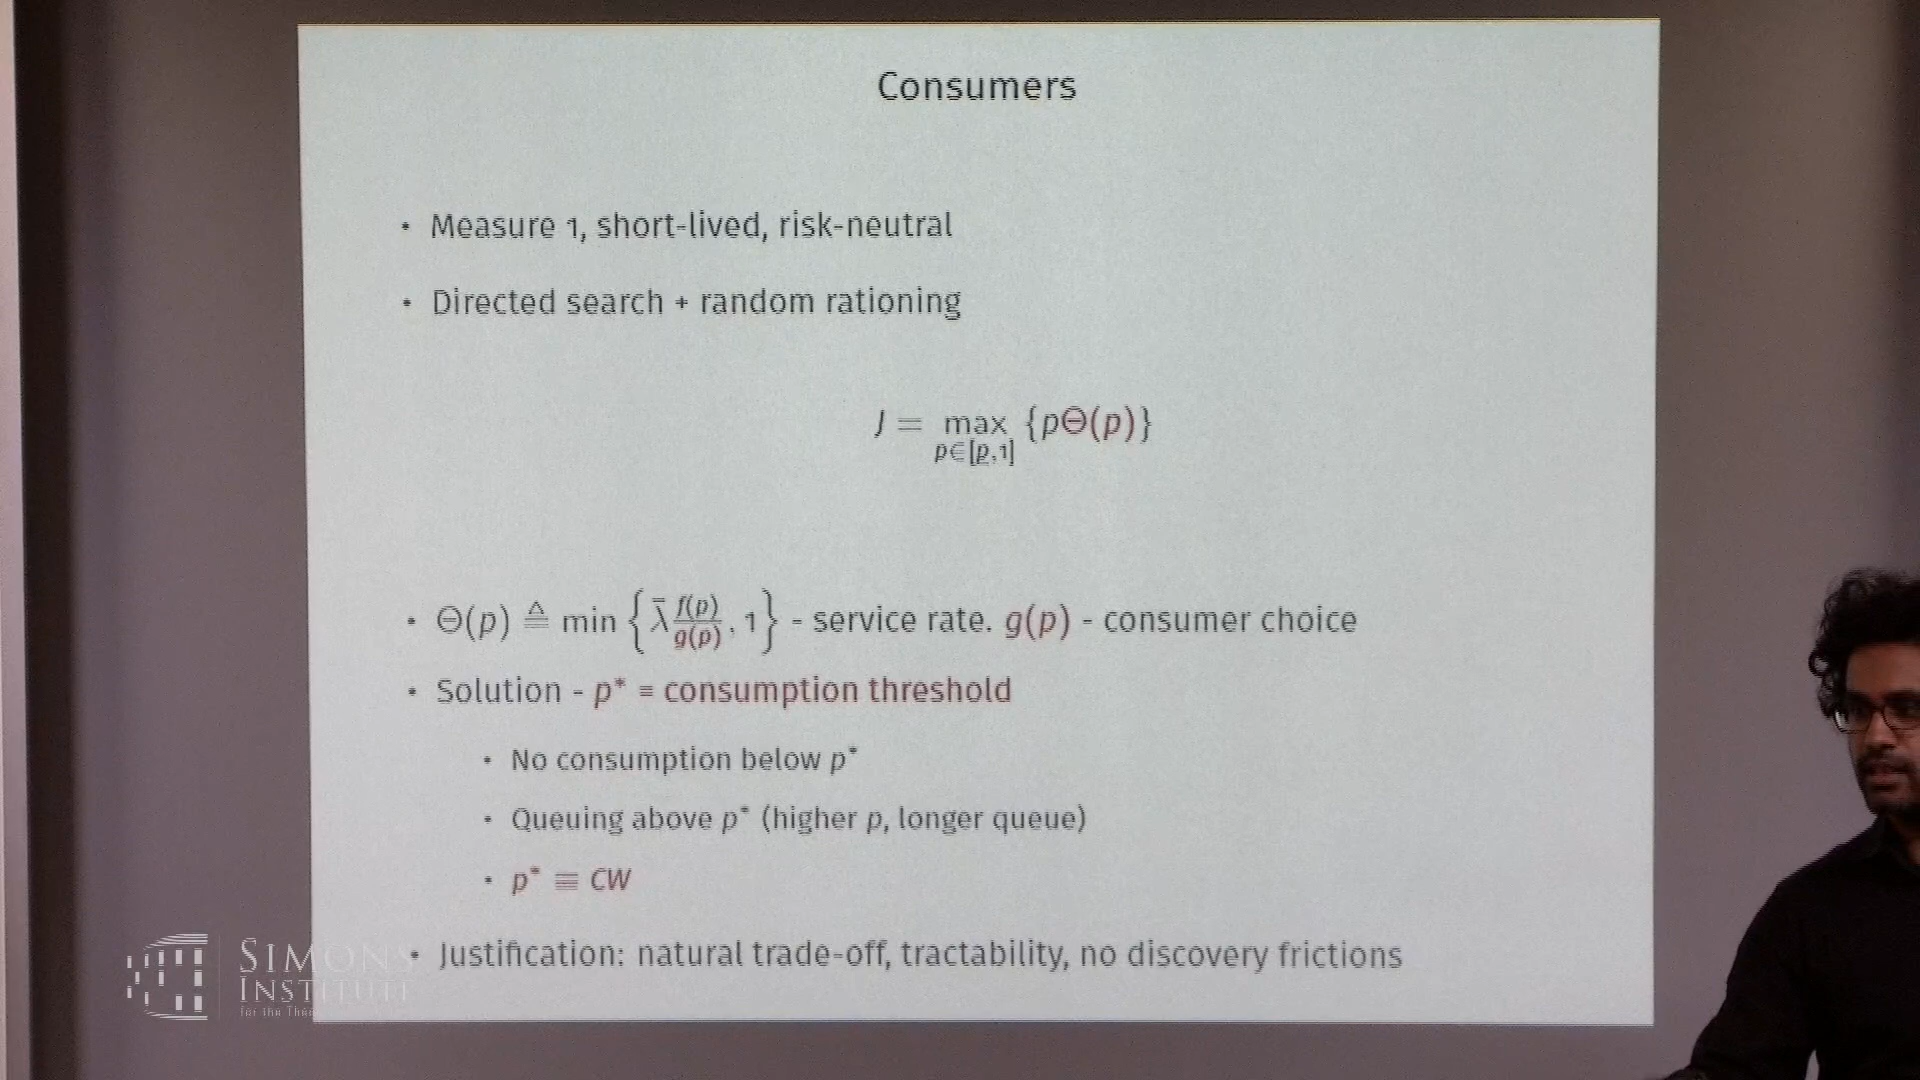 Consumers
• Measure 1, short-lived, risk-neutral
• Directed search + random rationing
J = max {pΘ(p)}
p∈[p̲,1]
• Θ(p) ≜ min {λ̄ f(p)/g(p), 1} - service rate. g(p) - consumer choice
• Solution - p* ≡ consumption threshold
• No consumption below p*
• Queuing above p* (higher p, longer queue)
• p* ≡ CW
• Justification: natural trade-off, tractability, no discovery frictions
SIMONS
INSTITUTE